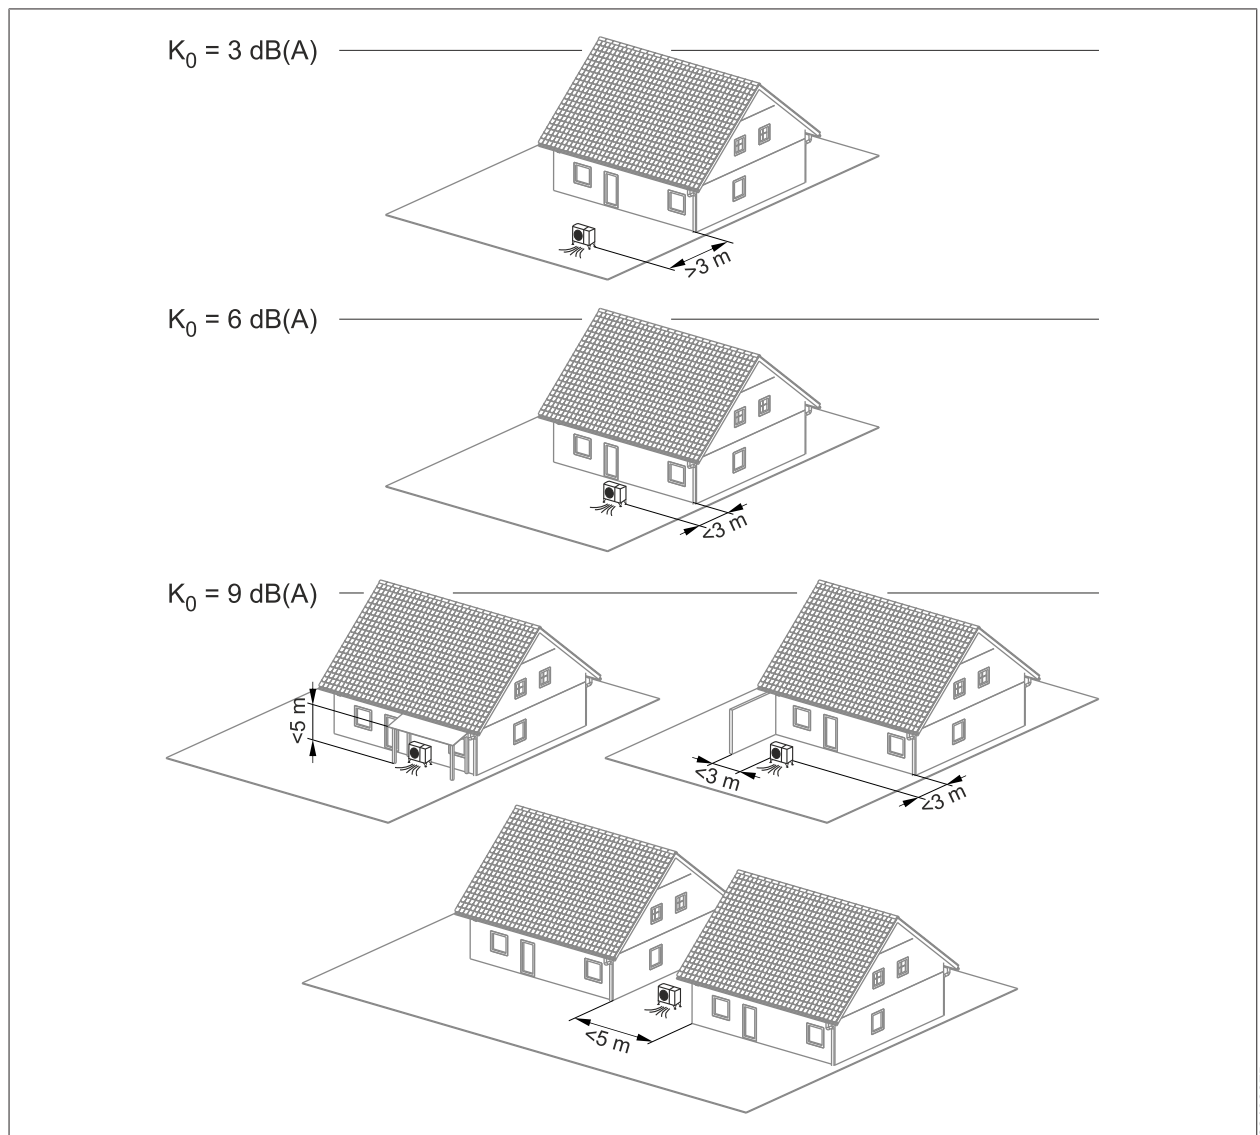 K0 = 3 dB(A)
>3 m
K0 = 6 dB(A)
<3 m
K0 = 9 dB(A)
<5 m
<3 m
<3 m
<5 m